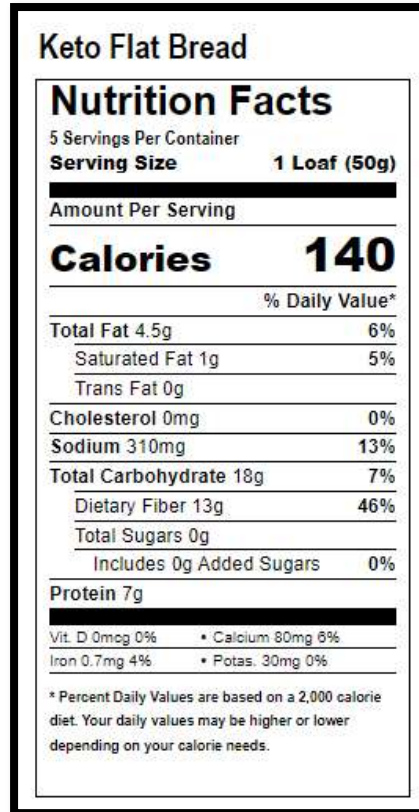 Keto Flat Bread
Nutrition Facts
5 Servings Per Container
Serving Size 1 Loaf (50g)
Amount Per Serving
Calories 140
% Daily Value*
Total Fat 4.5g 6%
Saturated Fat 1g 5%
Trans Fat 0g
Cholesterol 0mg 0%
Sodium 310mg 13%
Total Carbohydrate 18g 7%
Dietary Fiber 13g 46%
Total Sugars 0g
Includes 0g Added Sugars 0%
Protein 7g
Vit. D 0mcg 0% • Calcium 80mg 6%
Iron 0.7mg 4% • Potas. 30mg 0%
* Percent Daily Values are based on a 2,000 calorie
diet. Your daily values may be higher or lower
depending on your calorie needs.